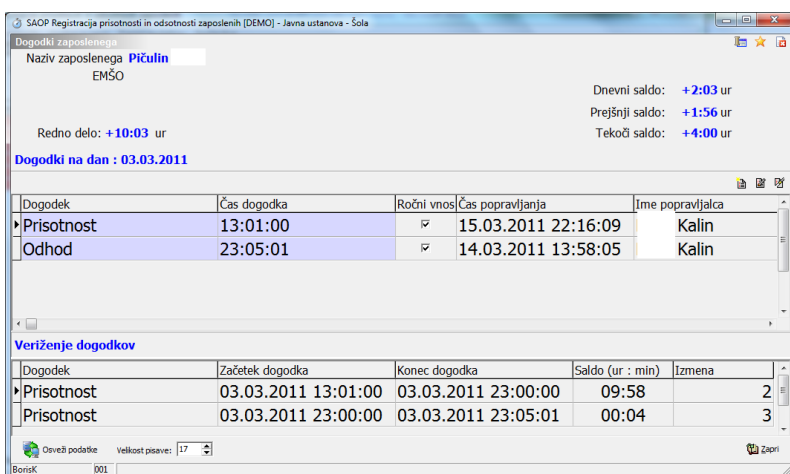 SAOP Registracija prisotnosti in odsotnosti zaposlenih [DEMO] - Javna ustanova - Šola
Dogodki zaposlenega
Naziv zaposlenega Pičulin
EMŠO
Dnevni saldo: +2:03 ur
Prejšnji saldo: +1:56 ur
Redno delo: +10:03 ur Tekoči saldo: +4:00 ur
Dogodki na dan : 03.03.2011
Dogodek Čas dogodka Ročni vnos Čas popravljanja Ime popravljalca
Prisotnost 13:01:00 15.03.2011 22:16:09 Kalin
Odhod 23:05:01 14.03.2011 13:58:05 Kalin
Veriženje dogodkov
Dogodek Začetek dogodka Konec dogodka Saldo (ur : min) Izmena
Prisotnost 03.03.2011 13:01:00 03.03.2011 23:00:00 09:58 2
Prisotnost 03.03.2011 23:00:00 03.03.2011 23:05:01 00:04 3
Osveži podatke Velikost pisave: 17 Zapri
BorisK 001